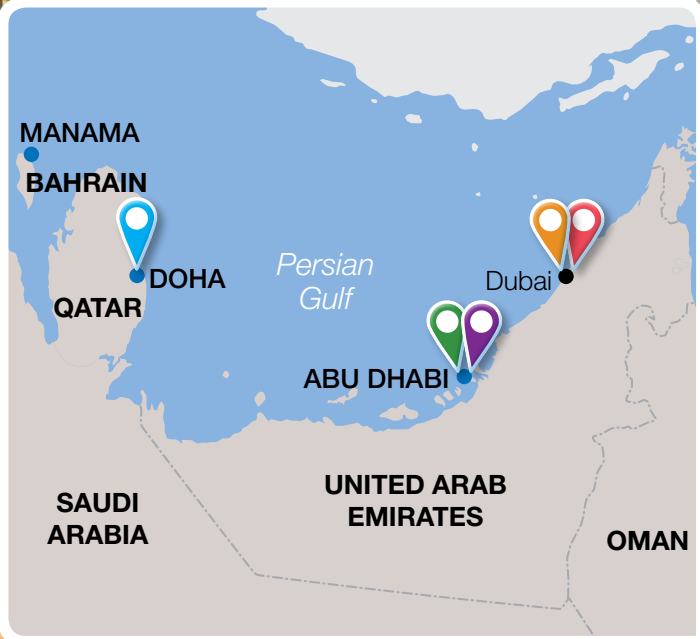 MANAMA
BAHRAIN
DOHA
QATAR
Persian
Gulf
Dubai
ABU DHABI
UNITED ARAB
EMIRATES
SAUDI
ARABIA
OMAN